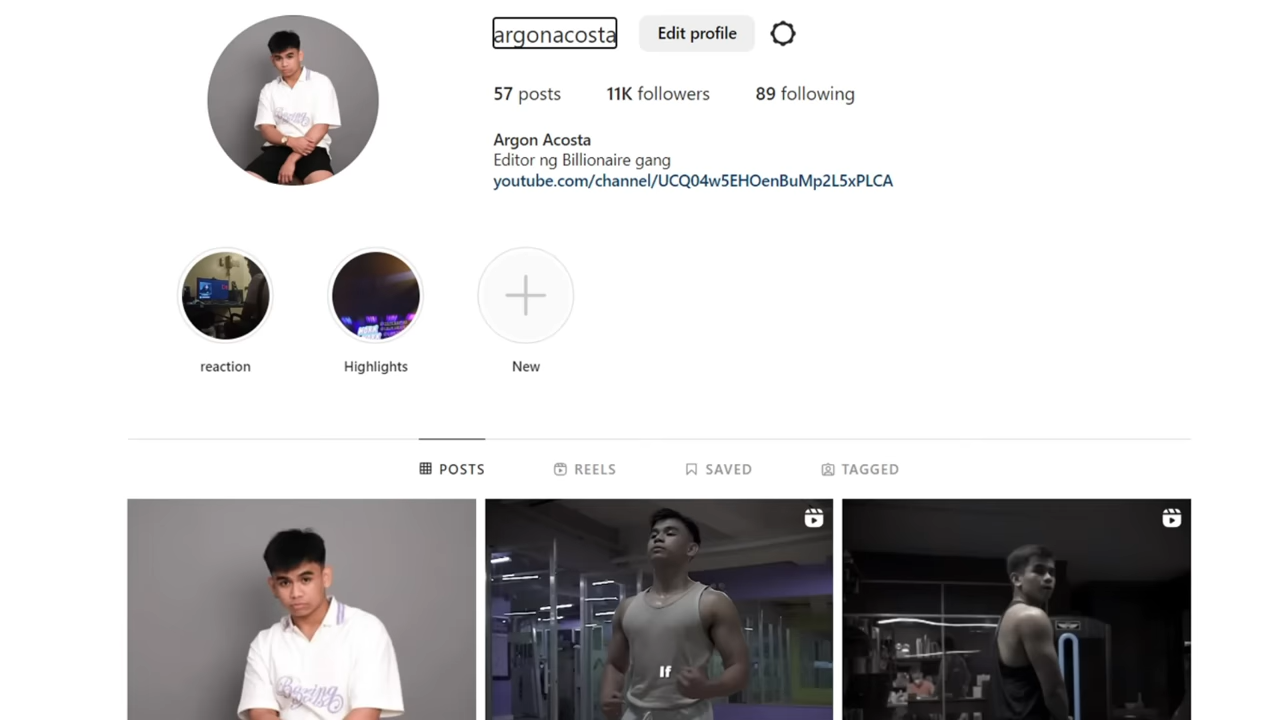 argonacosta Edit profile
57 posts 11K followers 89 following
Argon Acosta
Editor ng Billionaire gang
youtube.com/channel/UCQ04w5EHOenBuMp2L5xPLCA
reaction Highlights New
POSTS REELS SAVED TAGGED
If
Boxing